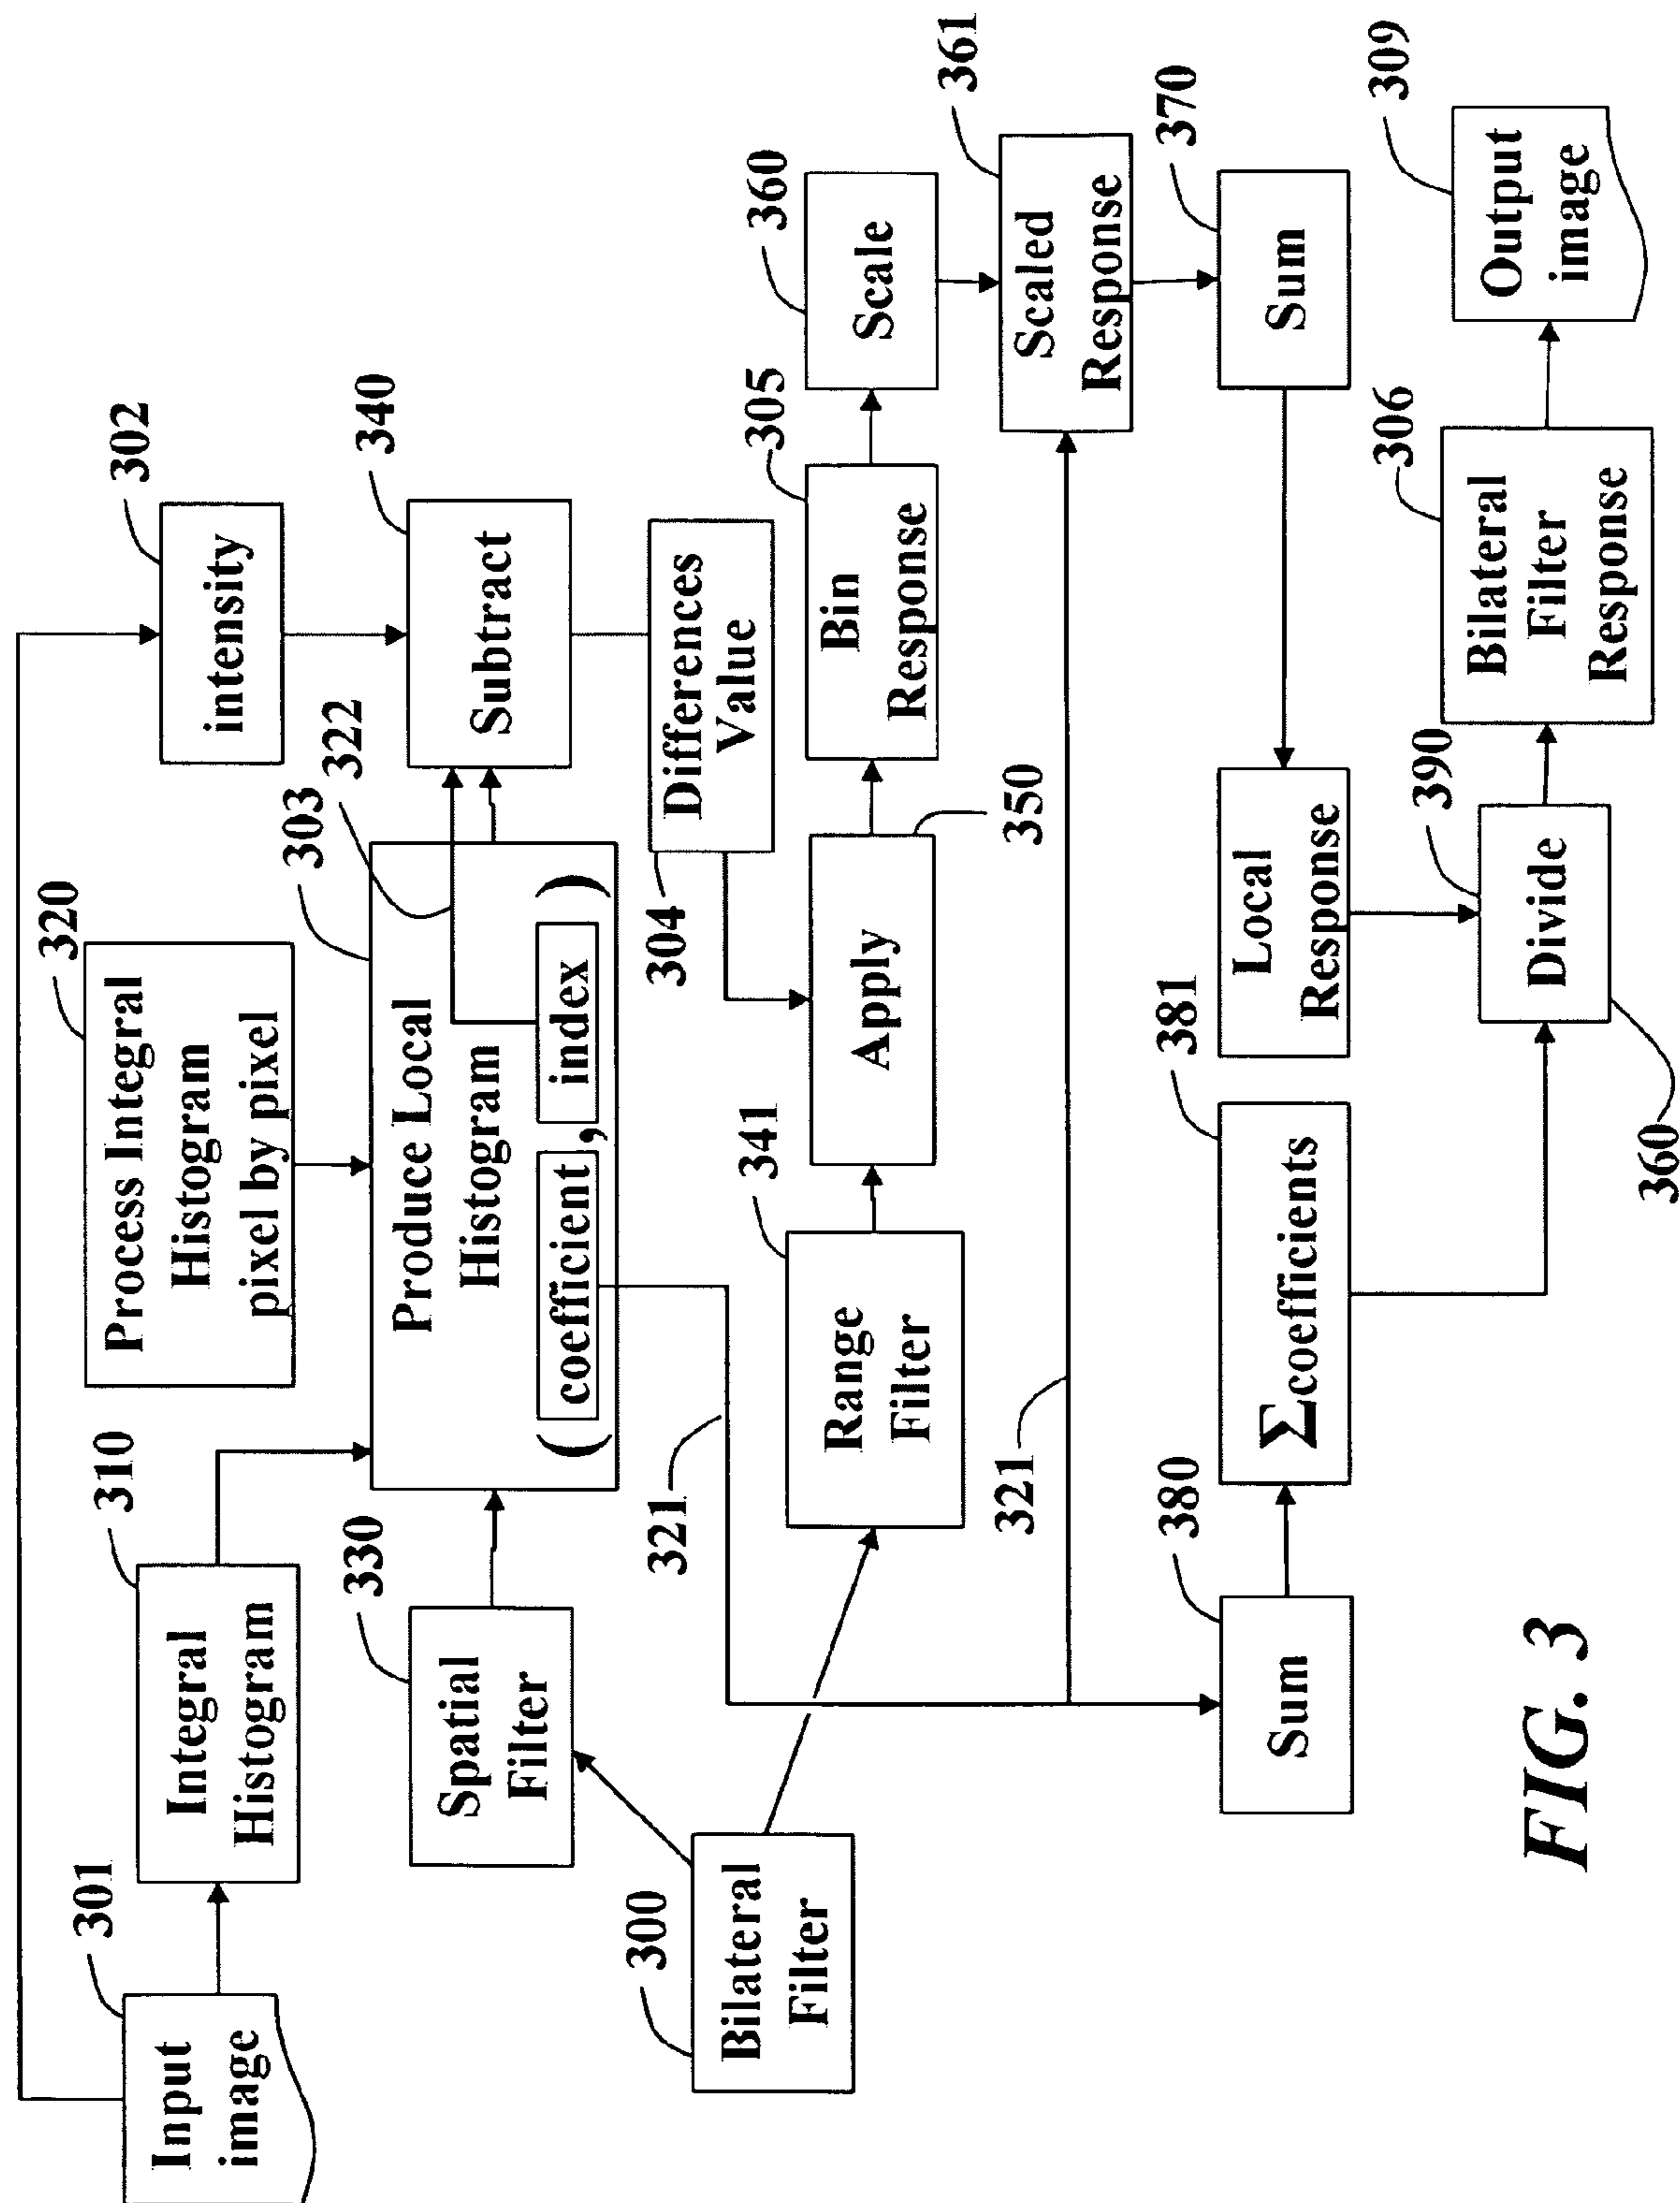 301
Input
image
310
Integral
Histogram
320
Process Integral
Histogram
pixel by pixel
302
intensity
330
Spatial
Filter
303
Produce Local
Histogram
(coefficient, index)
322
340
Subtract
300
Bilateral
Filter
321
304
Differences
Value
341
Range
Filter
Apply
350
305
Bin
Response
360
Scale
321
361
Scaled
Response
380
Sum
381
Σcoefficients
Local
Response
370
Sum
390
Divide
360
306
Bilateral
Filter
Response
309
Output
image
FIG. 3